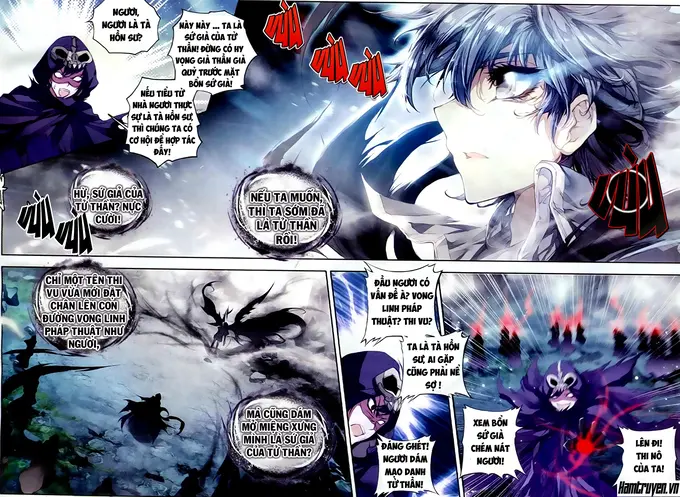 NGƯƠI,
NGƯƠI LÀ TÀ
HỒN SƯ?
NÀY NÀY ... TA LÀ
SỨ GIẢ CỦA TỬ
THẦN! ĐỪNG CÓ HY
VỌNG GIẢ THẦN GIẢ
QUỶ TRƯỚC MẶT
BỔN SỨ GIẢ!
NẾU TIỂU TỬ
NHÀ NGƯƠI THỰC
SỰ LÀ TÀ HỒN SƯ,
THÌ CHÚNG TA CÓ
CƠ HỘI ĐỂ HỢP TÁC
ĐẤY!
VÙU
VÙU
VÙU
VÙU
VÙU
VÙU
VÙU
HỪ, SỨ GIẢ CỦA
TỬ THẦN? NỰC
CƯỜI!
NẾU TA MUỐN,
THÌ TA SỚM ĐÃ
LÀ TỬ THẦN
RỒI!
CHỈ MỘT TÊN THI
VU VỪA MỚI ĐẶT
CHÂN LÊN CON
ĐƯỜNG VONG LINH
PHÁP THUẬT NHƯ
NGƯƠI,
MÀ CŨNG DÁM
MỞ MIỆNG XƯNG
MÌNH LÀ SỨ GIẢ
CỦA TỬ THẦN?
ĐẦU NGƯƠI CÓ
VẤN ĐỀ À? VONG
LINH PHÁP
THUẬT? THI VU?
TA LÀ TÀ HỒN
SƯ, AI GẶP
CŨNG PHẢI NỂ
SỢ !
ĐÁNG GHÉT!
NGƯƠI DÁM
MẠO DANH
TỬ THẦN!
XEM BỔN
SỨ GIẢ
CHÉM NÁT
NGƯƠI!
LÊN ĐI!
THI NÔ
CỦA TA!
Hamtruyen.vn